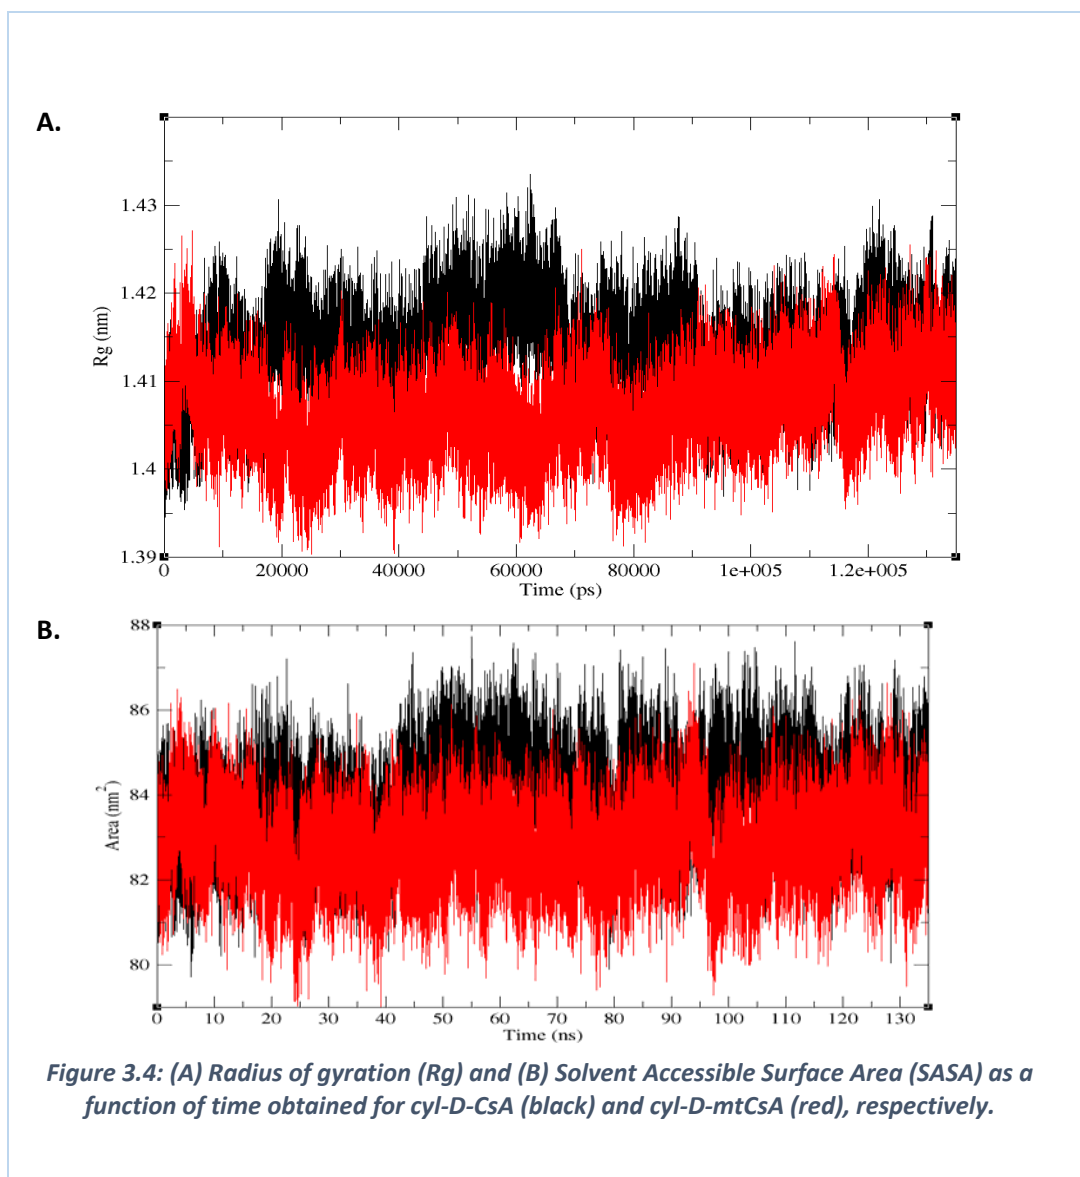 A.
Rg (nm)
1.43
1.42
1.41
1.4
1.39
0 20000 40000 60000 80000 1e+005 1.2e+005
Time (ps)
B.
Area (nm²)
88
86
84
82
80
0 10 20 30 40 50 60 70 80 90 100 110 120 130
Time (ns)
Figure 3.4: (A) Radius of gyration (Rg) and (B) Solvent Accessible Surface Area (SASA) as a
function of time obtained for cyl-D-CsA (black) and cyl-D-mtCsA (red), respectively.